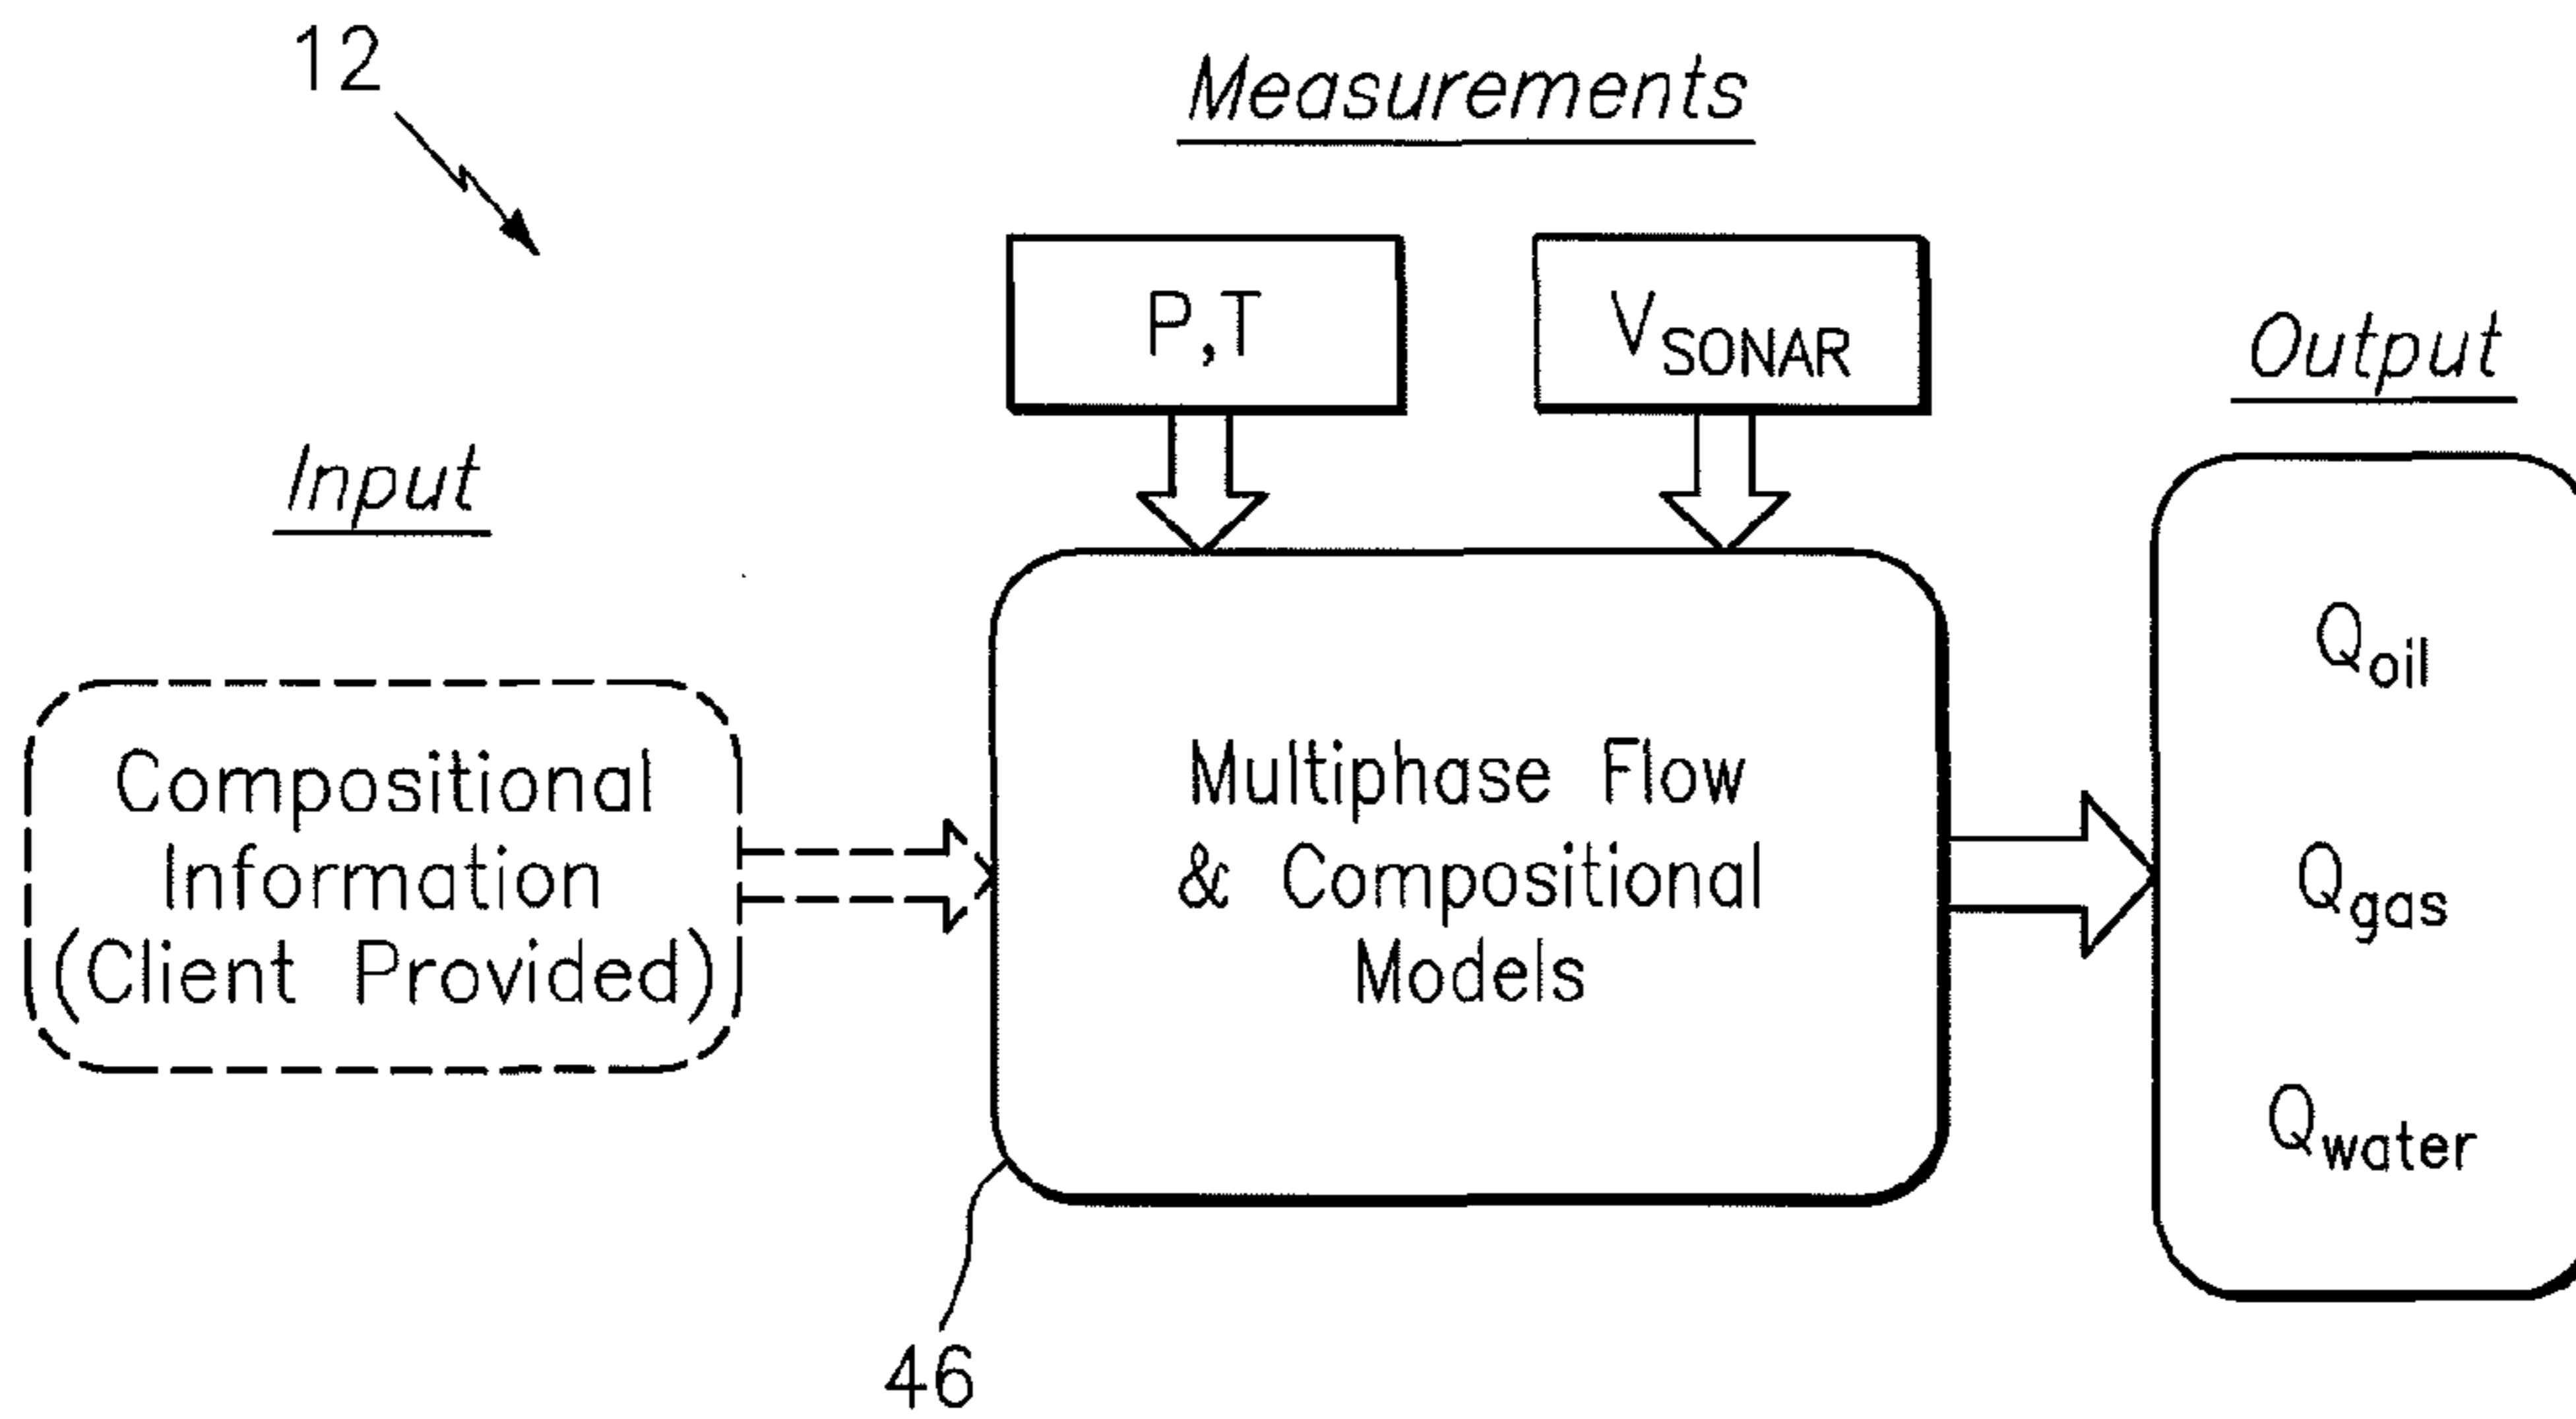 12
Measurements
P,T
VSONAR
Output
Input
Compositional
Information
(Client Provided)
Multiphase Flow
& Compositional
Models
Qoil
Qgas
Qwater
46